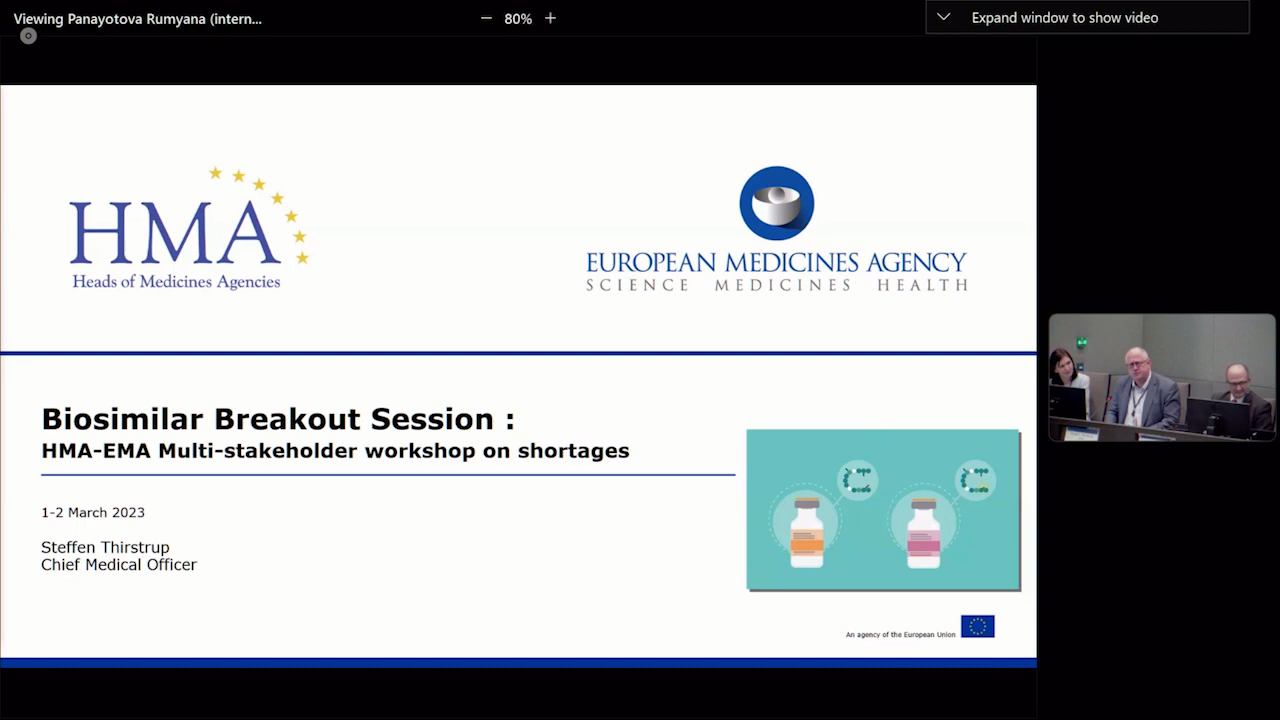 Viewing Panayotova Rumyana (intern...
80%
Expand window to show video
HMA
Heads of Medicines Agencies
EUROPEAN MEDICINES AGENCY
SCIENCE MEDICINES HEALTH
Biosimilar Breakout Session :
HMA-EMA Multi-stakeholder workshop on shortages
1-2 March 2023
Steffen Thirstrup
Chief Medical Officer
An agency of the European Union